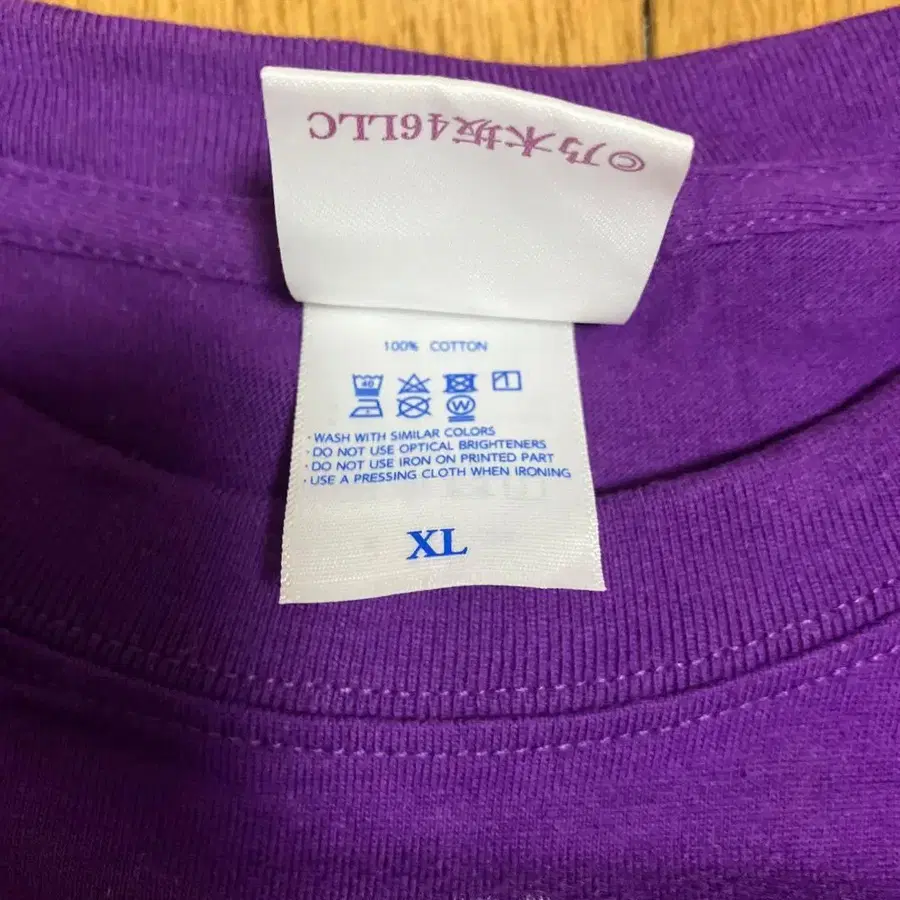 ©乃木坂46LLC
100% COTTON
40
W
· WASH WITH SIMILAR COLORS
· DO NOT USE OPTICAL BRIGHTENERS
· DO NOT USE IRON ON PRINTED PART
· USE A PRESSING CLOTH WHEN IRONING
XL